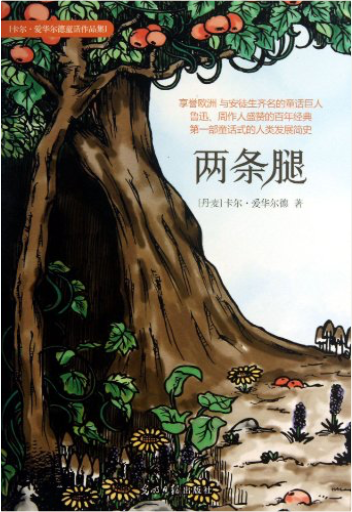 [卡尔·爱华尔德童话作品集]
享誉欧洲 与安徒生齐名的童话巨人
鲁迅、周作人盛赞的百年经典
第一部童话式的人类发展简史
两条腿
[丹麦]卡尔·爱华尔德 著